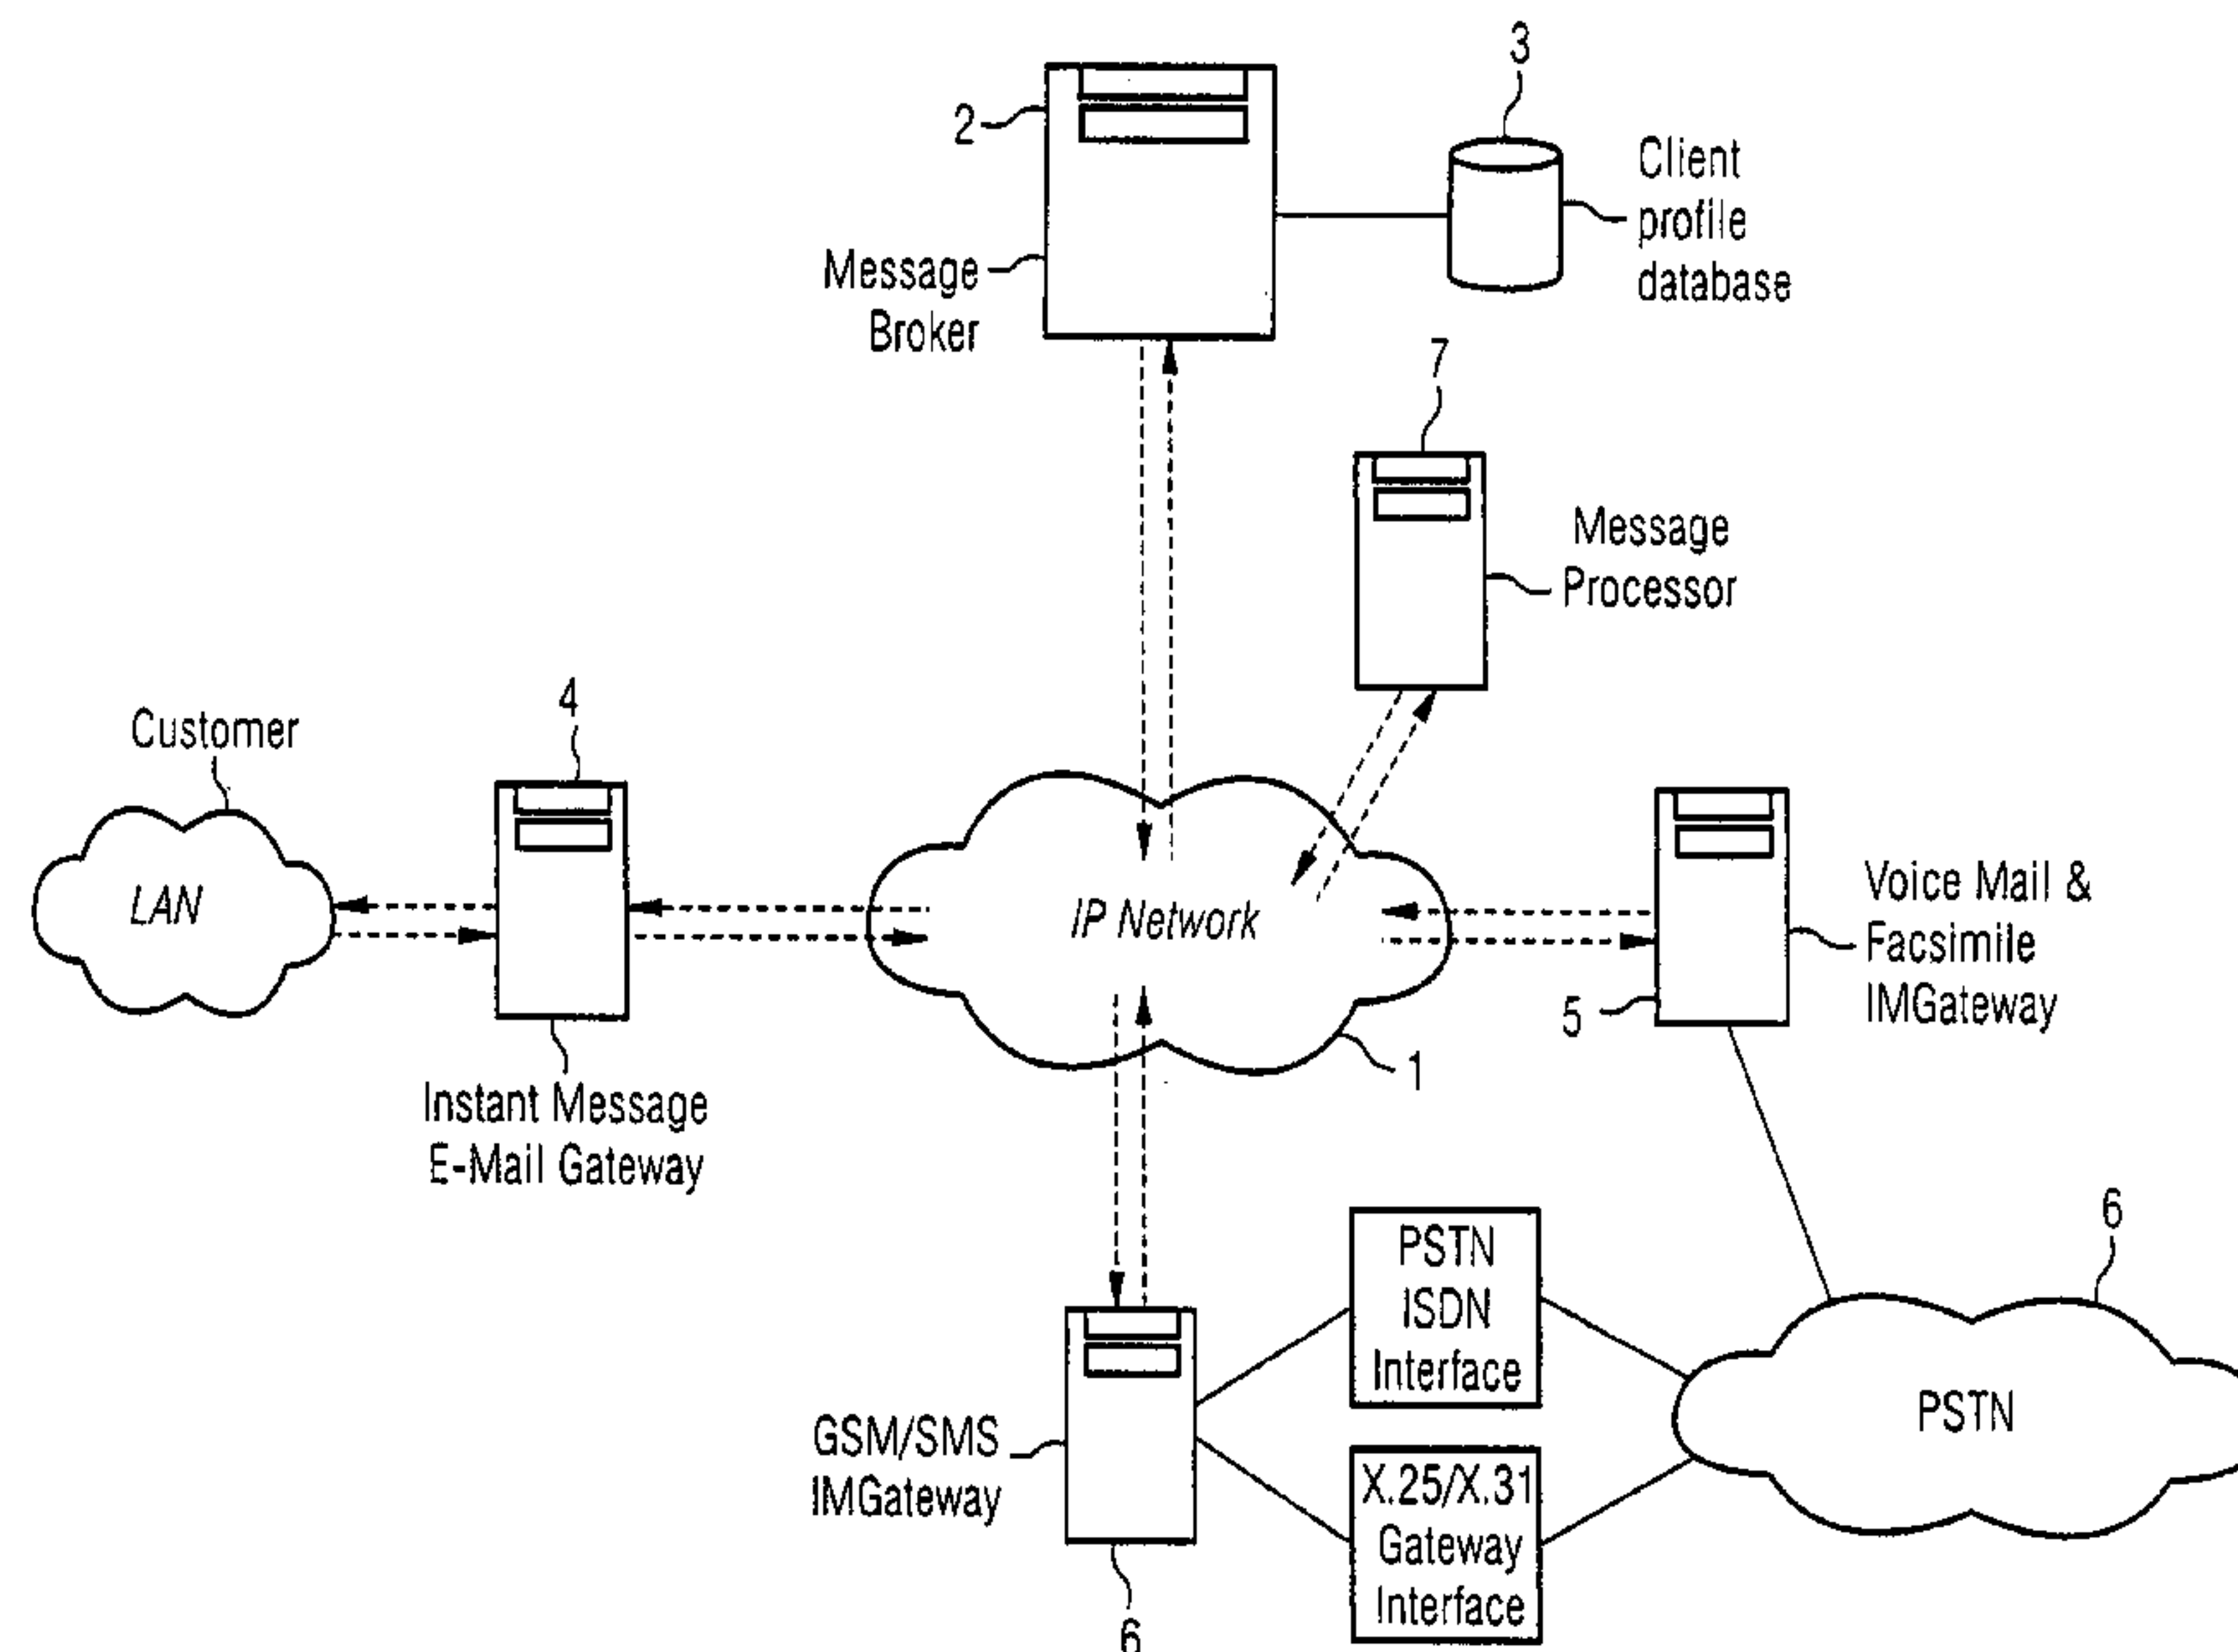 3
2
Client
profile
database
Message
Broker
7
Message
Processor
4
Customer
LAN
IP Network
Voice Mail &
Facsimile
IMGateway
5
1
Instant Message
E-Mail Gateway
6
PSTN
ISDN
Interface
PSTN
GSM/SMS
IMGateway
X.25/X.31
Gateway
Interface
6